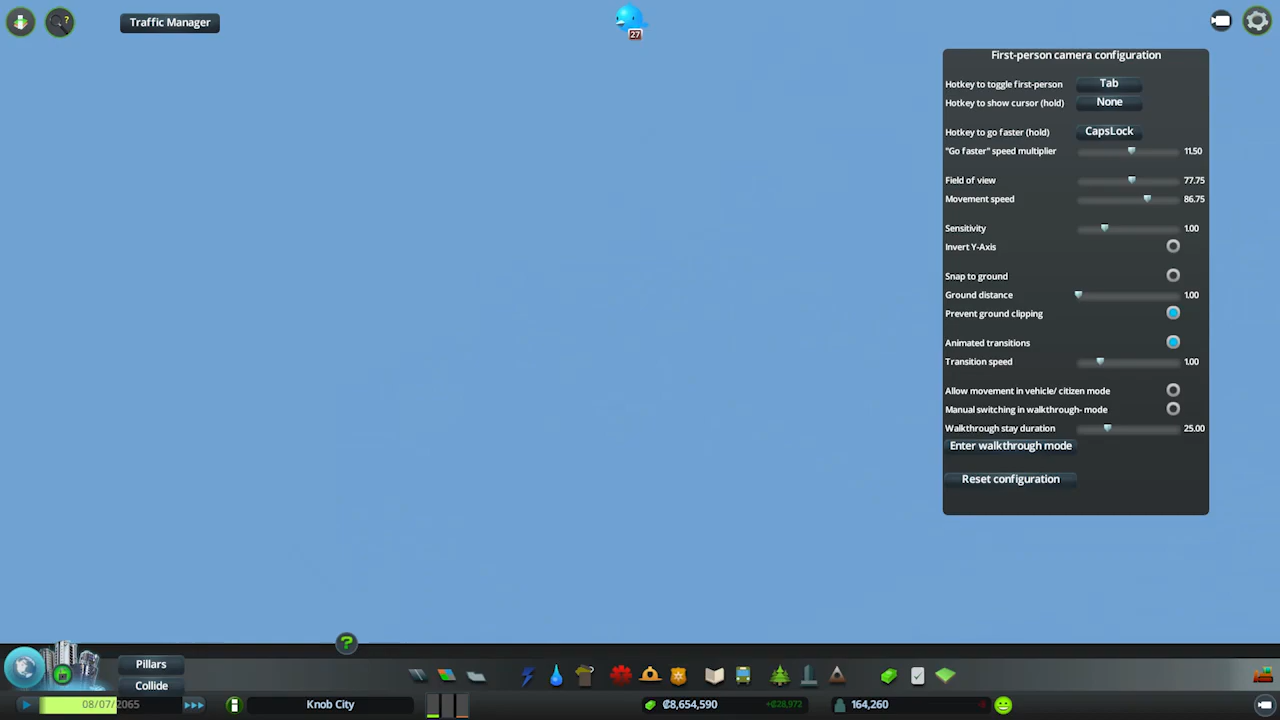 Traffic Manager
27
First-person camera configuration
Hotkey to toggle first-person Tab
Hotkey to show cursor (hold) None
Hotkey to go faster (hold) CapsLock
"Go faster" speed multiplier 11.50
Field of view 77.75
Movement speed 86.75
Sensitivity 1.00
Invert Y-Axis
Snap to ground
Ground distance 1.00
Prevent ground clipping
Animated transitions
Transition speed 1.00
Allow movement in vehicle/ citizen mode
Manual switching in walkthrough- mode
Walkthrough stay duration 25.00
Enter walkthrough mode
Reset configuration
?
Pillars
Collide
08/07/2065
Knob City
₡8,654,590
+₡28,972
164,260